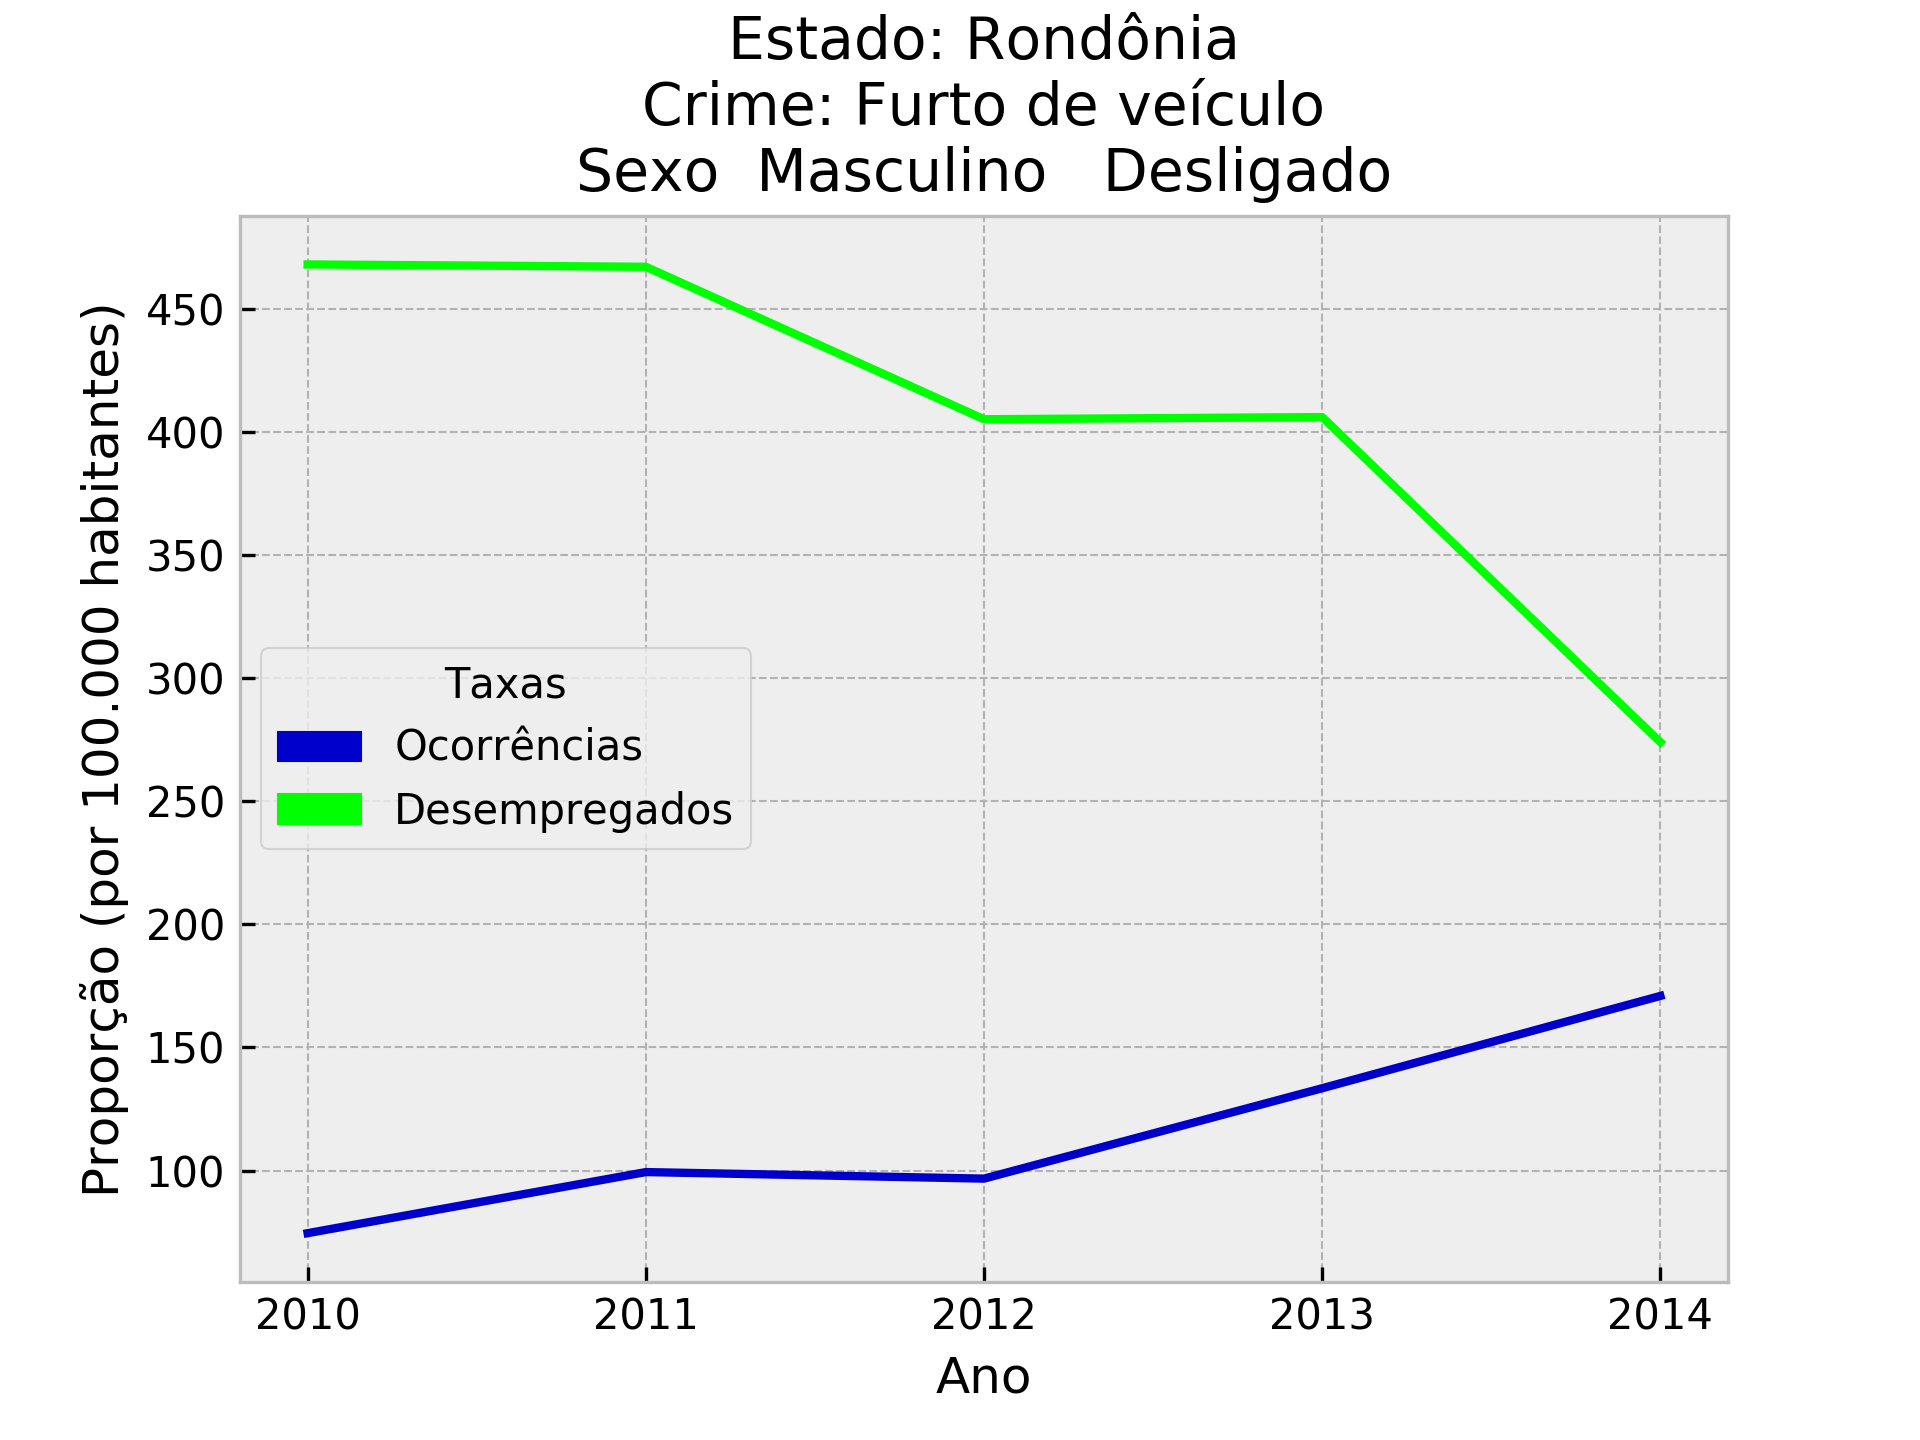 Estado: Rondônia
Crime: Furto de veículo
Sexo  Masculino   Desligado
Proporção (por 100.000 habitantes)
450
400
350
300
250
200
150
100
Taxas
Ocorrências
Desempregados
2010 2011 2012 2013 2014
Ano